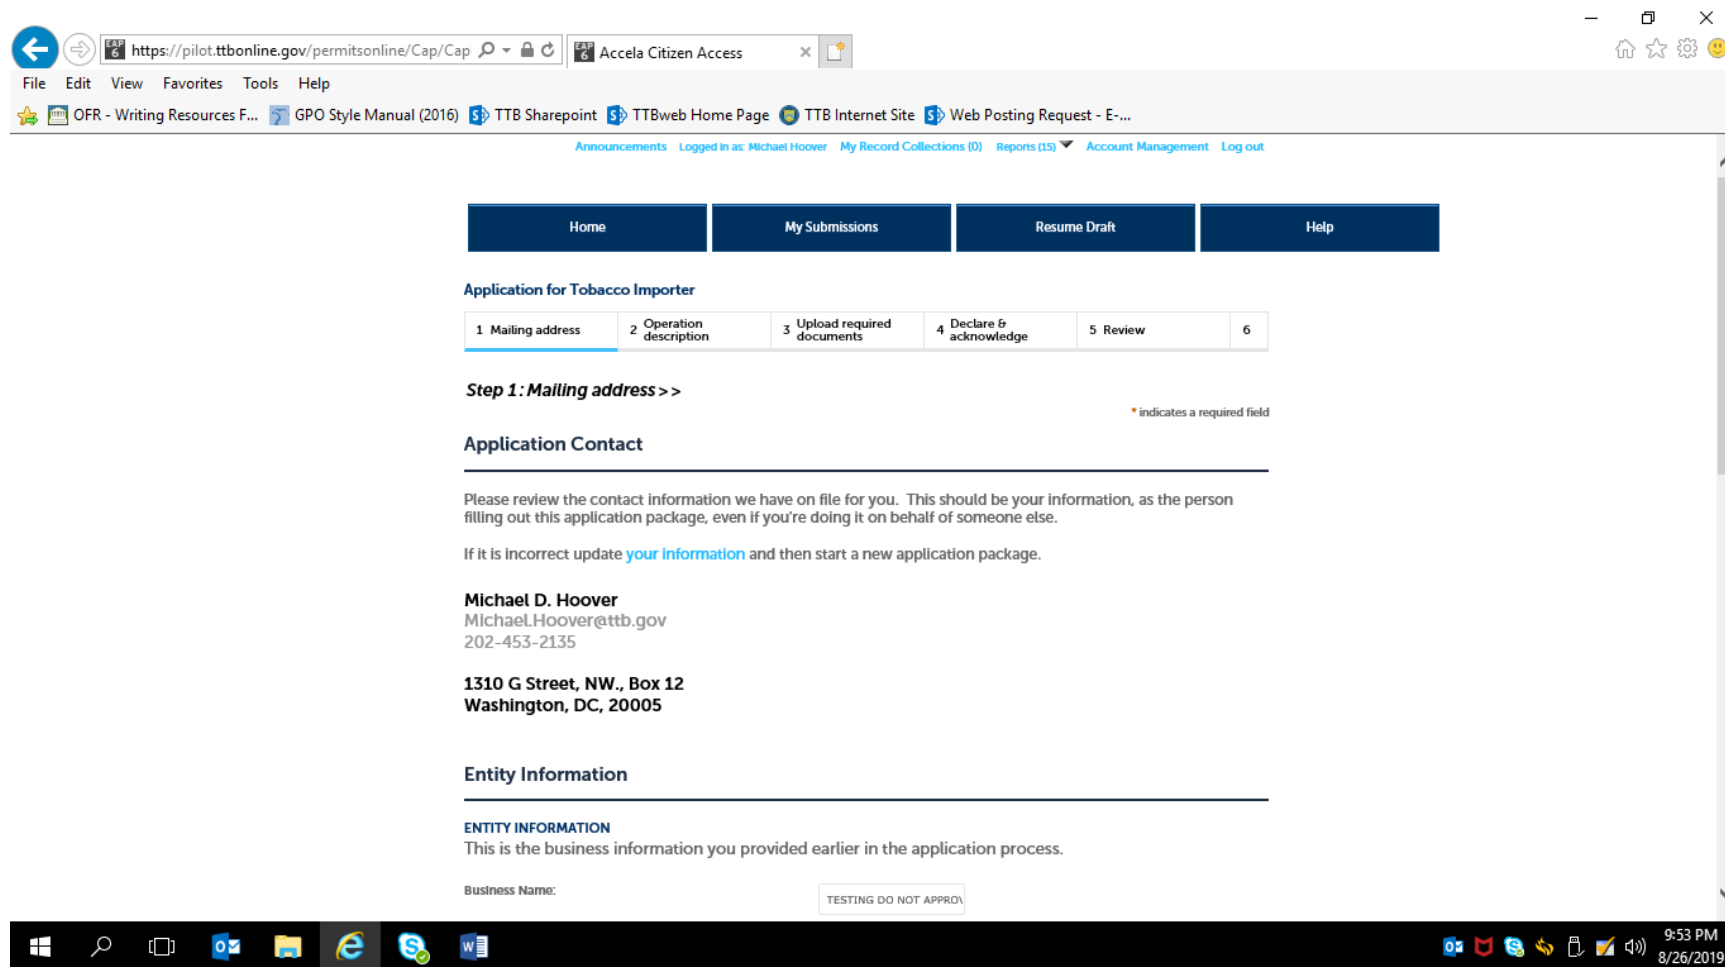 https://pilot.ttbonline.gov/permitsonline/Cap/Cap
Accela Citizen Access
File Edit View Favorites Tools Help
OFR - Writing Resources F... GPO Style Manual (2016) TTB Sharepoint TTBweb Home Page TTB Internet Site Web Posting Request - E-...
Announcements Logged in as: Michael Hoover My Record Collections (0) Reports (15) Account Management Log out
Home My Submissions Resume Draft Help
Application for Tobacco Importer
1 Mailing address 2 Operation description 3 Upload required documents 4 Declare & acknowledge 5 Review 6
Step 1: Mailing address>>
* indicates a required field
Application Contact
Please review the contact information we have on file for you. This should be your information, as the person
filling out this application package, even if you're doing it on behalf of someone else.
If it is incorrect update your information and then start a new application package.
Michael D. Hoover
Michael.Hoover@ttb.gov
202-453-2135
1310 G Street, NW., Box 12
Washington, DC, 20005
Entity Information
ENTITY INFORMATION
This is the business information you provided earlier in the application process.
Business Name:
TESTING DO NOT APPROV
9:53 PM
8/26/2019